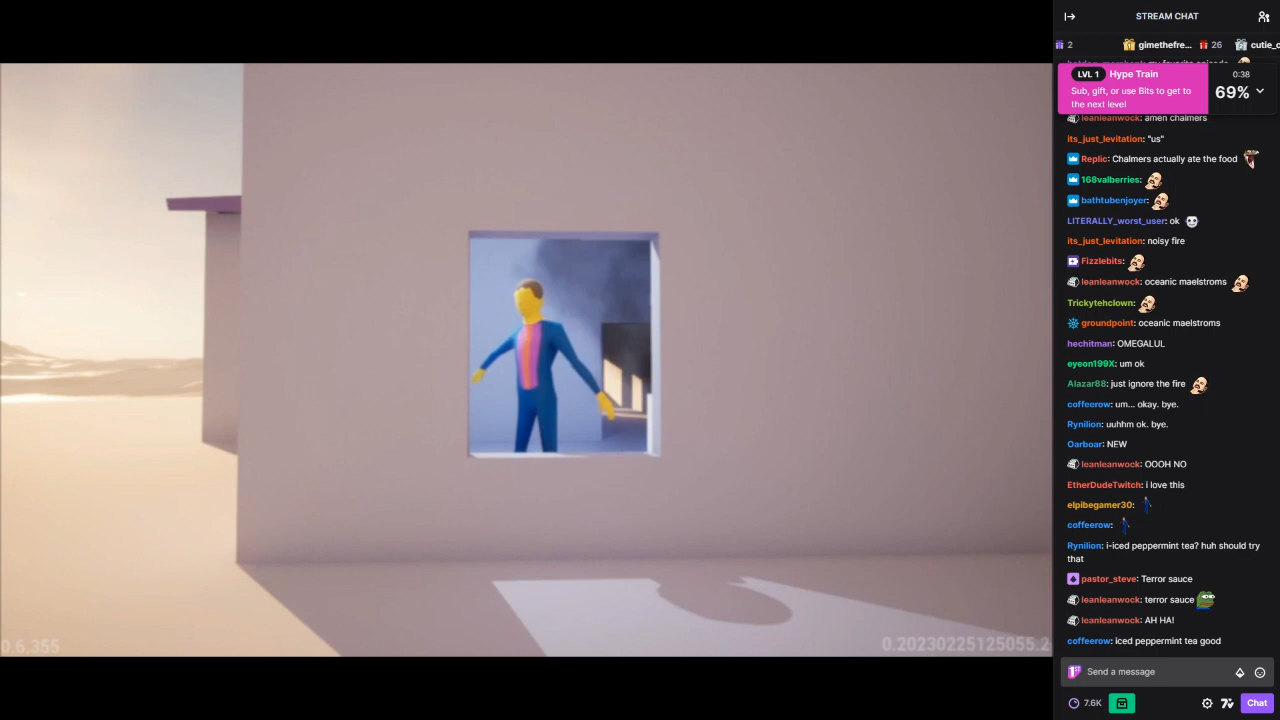 STREAM CHAT
2
gimethefre...
26
cutie_c
LVL 1 Hype Train
0:38
Sub, gift, or use Bits to get to
the next level
69%
leanleanwock: amen chalmers
its_just_levitation: "us"
Replic: Chalmers actually ate the food
168valberries:
bathtubenjoyer:
LITERALLY_worst_user: ok
its_just_levitation: noisy fire
Fizzlebits:
leanleanwock: oceanic maelstroms
Trickytehclown:
groundpoint: oceanic maelstroms
hechitman: OMEGALUL
eyeon199X: um ok
Alazar88: just ignore the fire
coffeerow: um... okay. bye.
Rynilion: uuhhm ok. bye.
Oarboar: NEW
leanleanwock: OOOH NO
EtherDudeTwitch: i love this
elpibegamer30:
coffeerow:
Rynilion: i-iced peppermint tea? huh should try
that
pastor_steve: Terror sauce
leanleanwock: terror sauce
leanleanwock: AH HA!
coffeerow: iced peppermint tea good
0.6.355
0.20230225125055.2
Send a message
7.6K
Chat